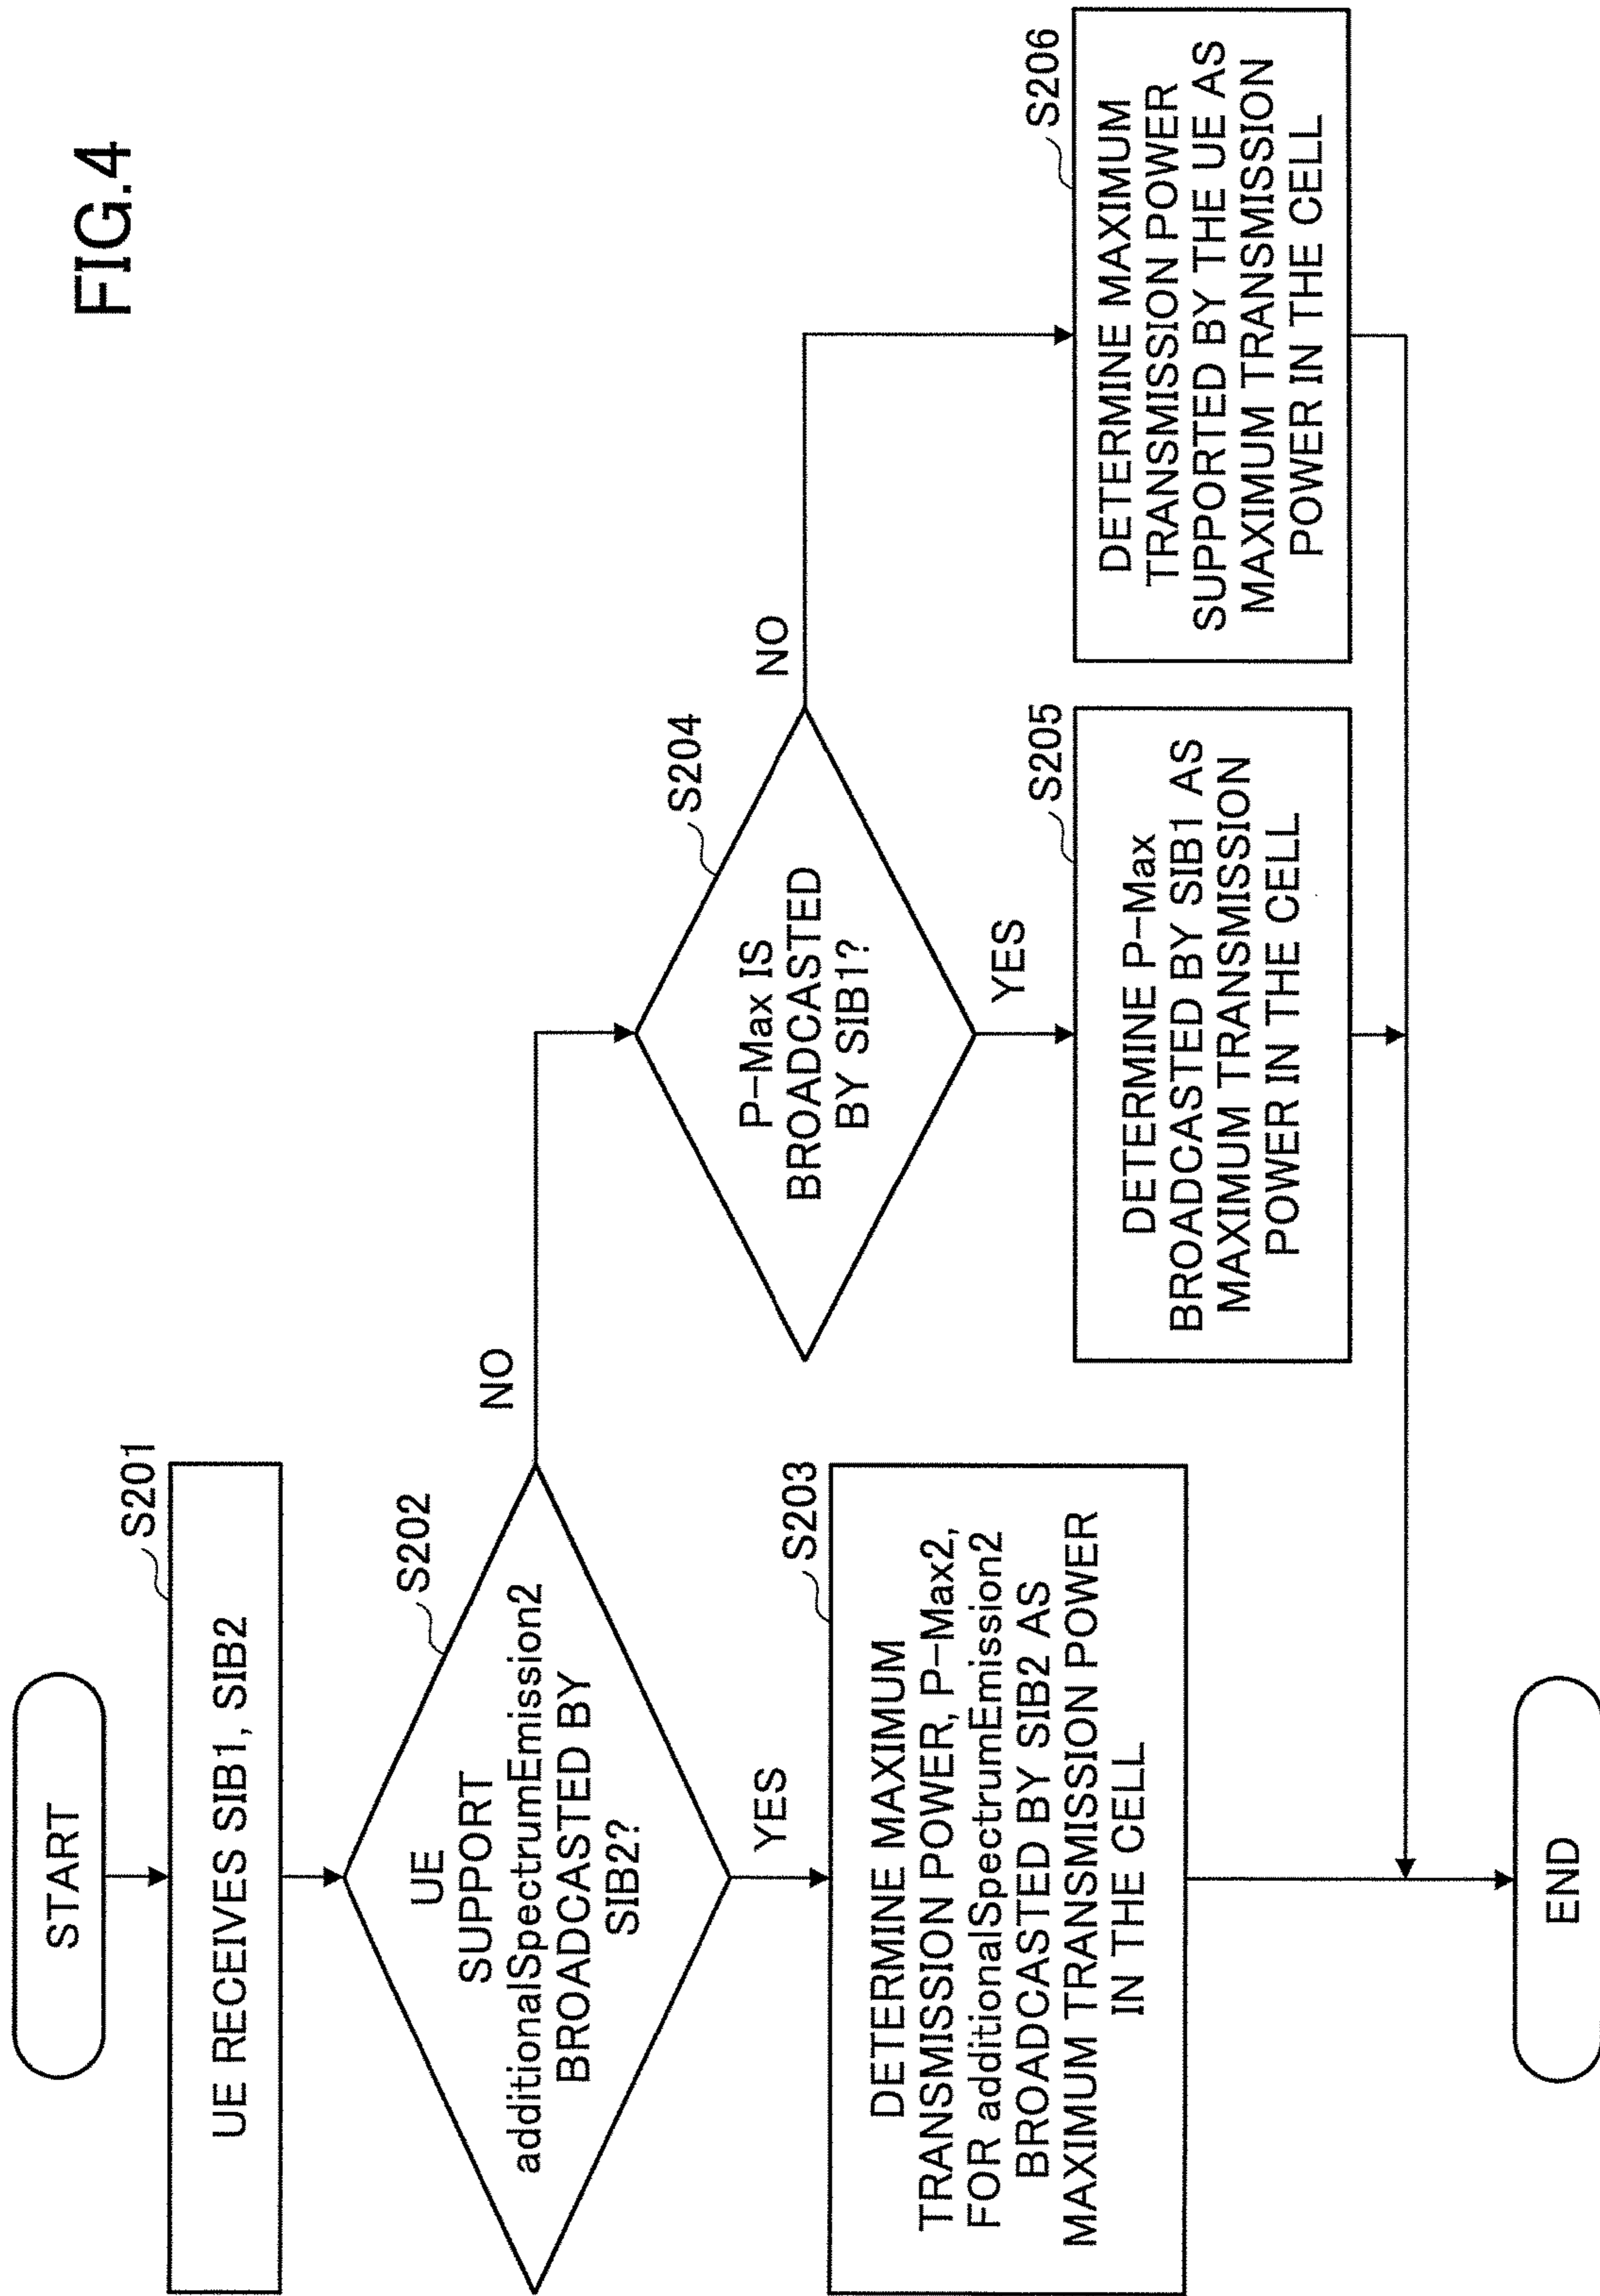 FIG.4
START
S201
UE RECEIVES SIB1, SIB2
S202
UE
SUPPORT
additionalSpectrumEmission2
BROADCASTED BY
SIB2?
NO
YES
S203
DETERMINE MAXIMUM
TRANSMISSION POWER, P-Max2,
FOR additionalSpectrumEmission2
BROADCASTED BY SIB2 AS
MAXIMUM TRANSMISSION POWER
IN THE CELL
S204
P-Max IS
BROADCASTED
BY SIB1?
NO
YES
S205
DETERMINE P-Max
BROADCASTED BY SIB1 AS
MAXIMUM TRANSMISSION
POWER IN THE CELL
S206
DETERMINE MAXIMUM
TRANSMISSION POWER
SUPPORTED BY THE UE AS
MAXIMUM TRANSMISSION
POWER IN THE CELL
END